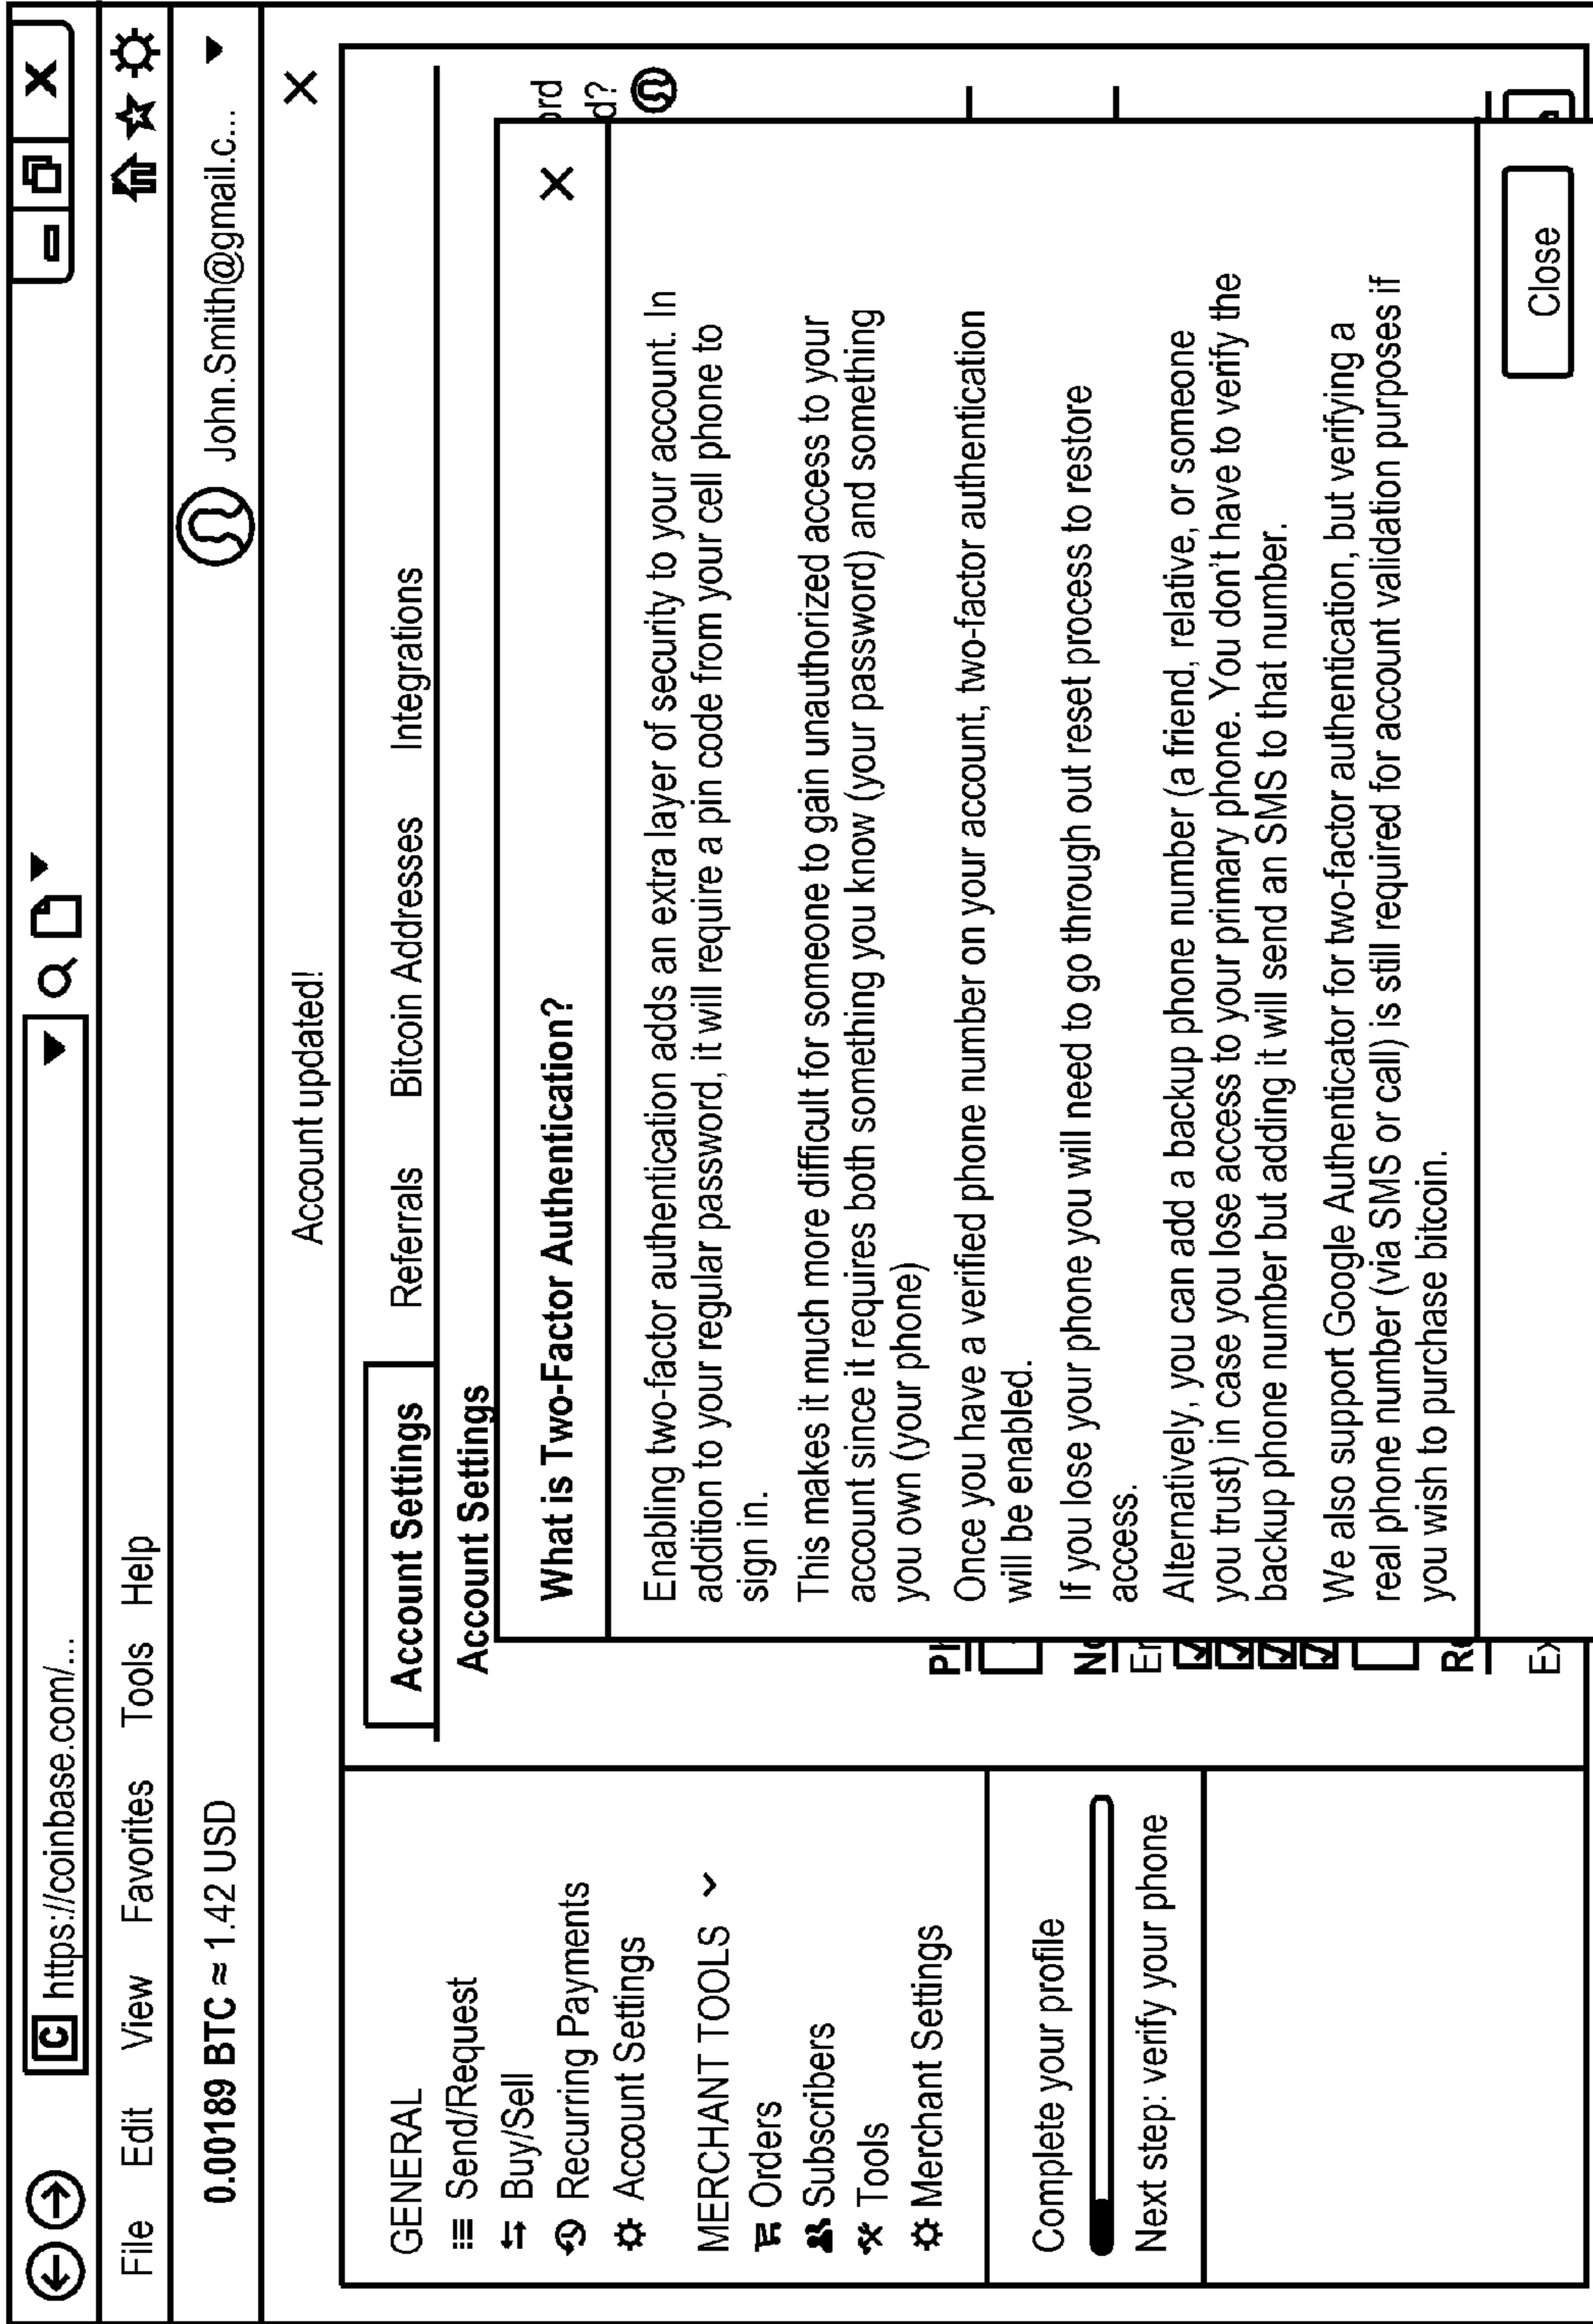 C https://coinbase.com/...
File Edit View Favorites Tools Help
0.00189 BTC ≈ 1.42 USD
John.Smith@gmail.c...
Account updated!
GENERAL
Send/Request
Buy/Sell
Recurring Payments
Account Settings
MERCHANT TOOLS
Orders
Subscribers
Tools
Merchant Settings
Complete your profile
Next step: verify your phone
Account Settings Referrals Bitcoin Addresses Integrations
Account Settings
What is Two-Factor Authentication?
Enabling two-factor authentication adds an extra layer of security to your account. In
addition to your regular password, it will require a pin code from your cell phone to
sign in.
This makes it much more difficult for someone to gain unauthorized access to your
account since it requires both something you know (your password) and something
you own (your phone)
Once you have a verified phone number on your account, two-factor authentication
will be enabled.
If you lose your phone you will need to go through out reset process to restore
access.
Alternatively, you can add a backup phone number (a friend, relative, or someone
you trust) in case you lose access to your primary phone. You don't have to verify the
backup phone number but adding it will send an SMS to that number.
We also support Google Authenticator for two-factor authentication, but verifying a
real phone number (via SMS or call) is still required for account validation purposes if
you wish to purchase bitcoin.
Close